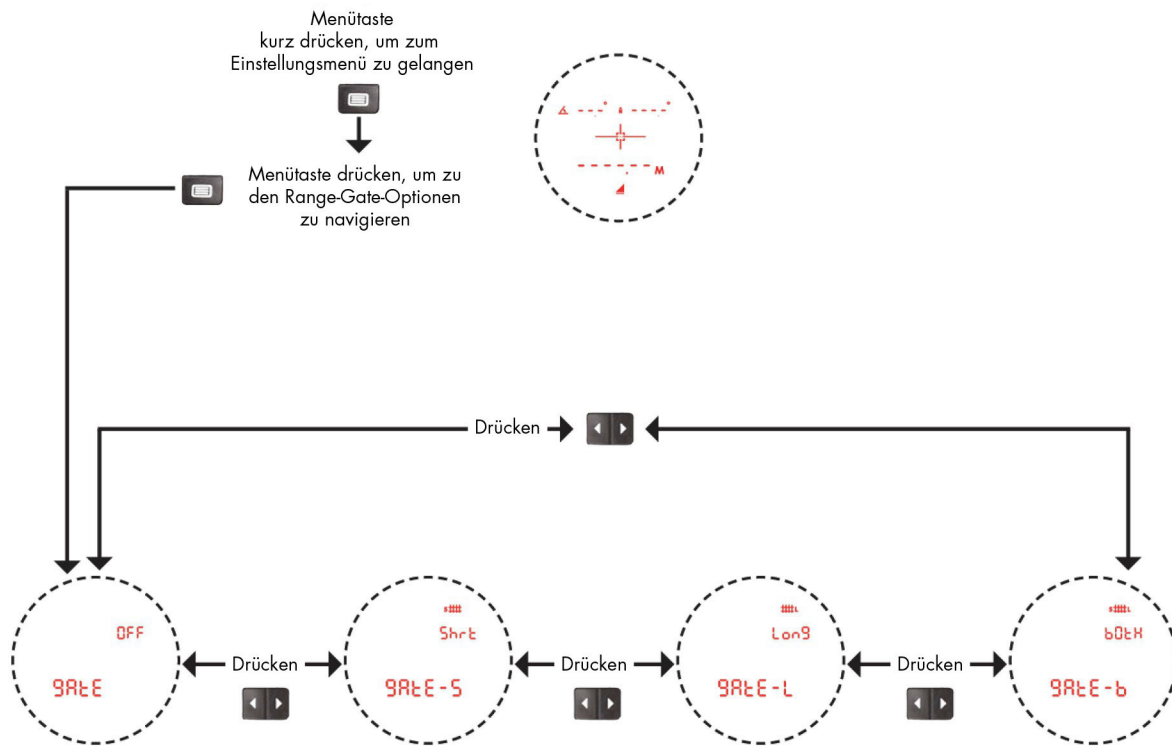 Menütaste
kurz drücken, um zum
Einstellungsmenü zu gelangen
M
Menütaste drücken, um zu
den Range-Gate-Optionen
zu navigieren
Drücken
OFF
gAtE
Drücken
S
Shrt
gAtE-S
Drücken
L
Long
gAtE-L
Drücken
S L
bOtH
gAtE-b